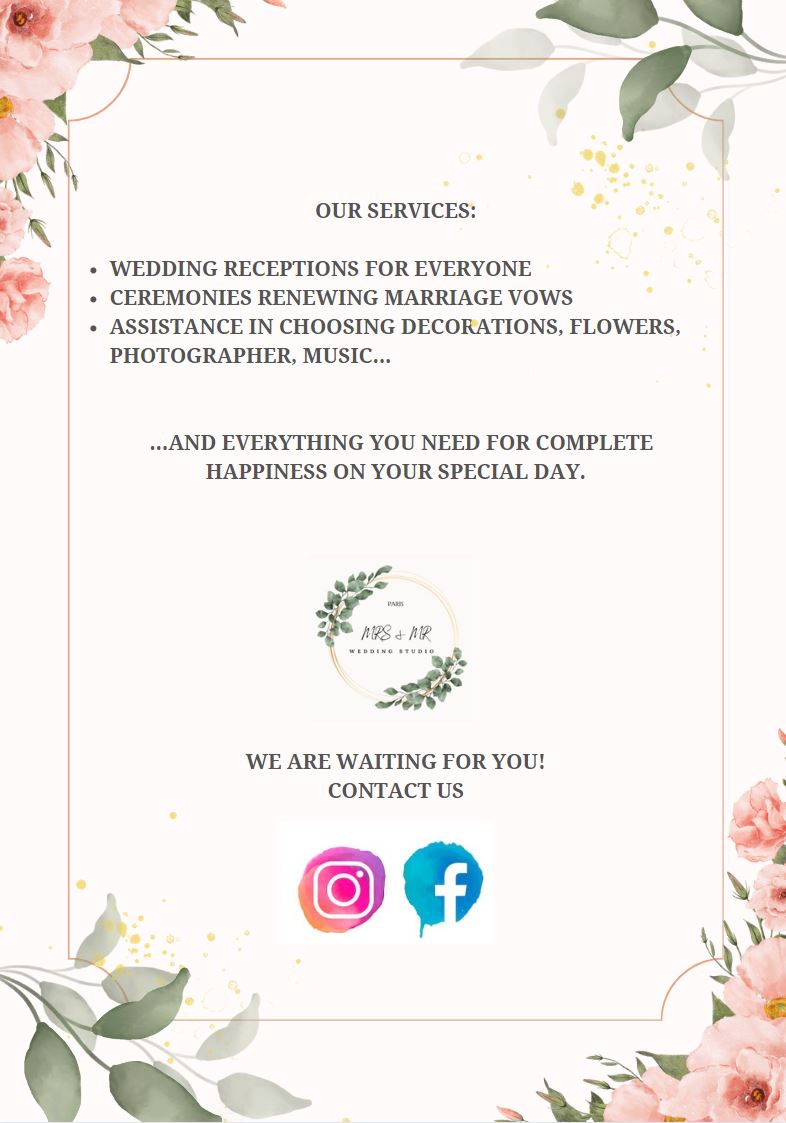 OUR SERVICES:
• WEDDING RECEPTIONS FOR EVERYONE
• CEREMONIES RENEWING MARRIAGE VOWS
• ASSISTANCE IN CHOOSING DECORATIONS, FLOWERS,
PHOTOGRAPHER, MUSIC...
...AND EVERYTHING YOU NEED FOR COMPLETE
HAPPINESS ON YOUR SPECIAL DAY.
PARIS
MRS & MR
WEDDING STUDIO
WE ARE WAITING FOR YOU!
CONTACT US